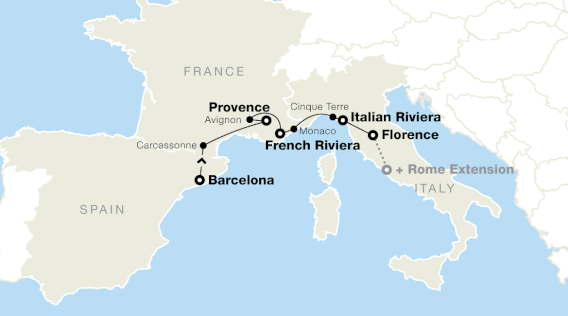 FRANCE
Provence
Avignon
Cinque Terre
Italian Riviera
Monaco
Florence
Carcassonne
French Riviera
+ Rome Extension
Barcelona
ITALY
SPAIN